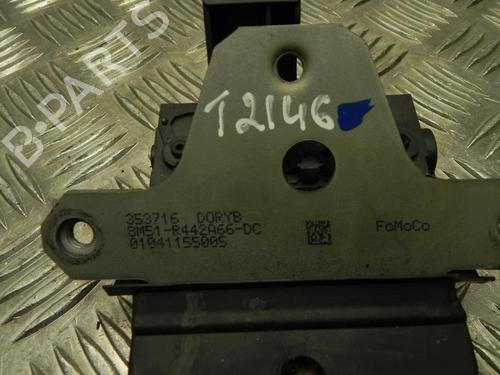 B-PARTS
T2146
353716 DORYB
8M51-R442A66-DC FoMoCo
01041155005